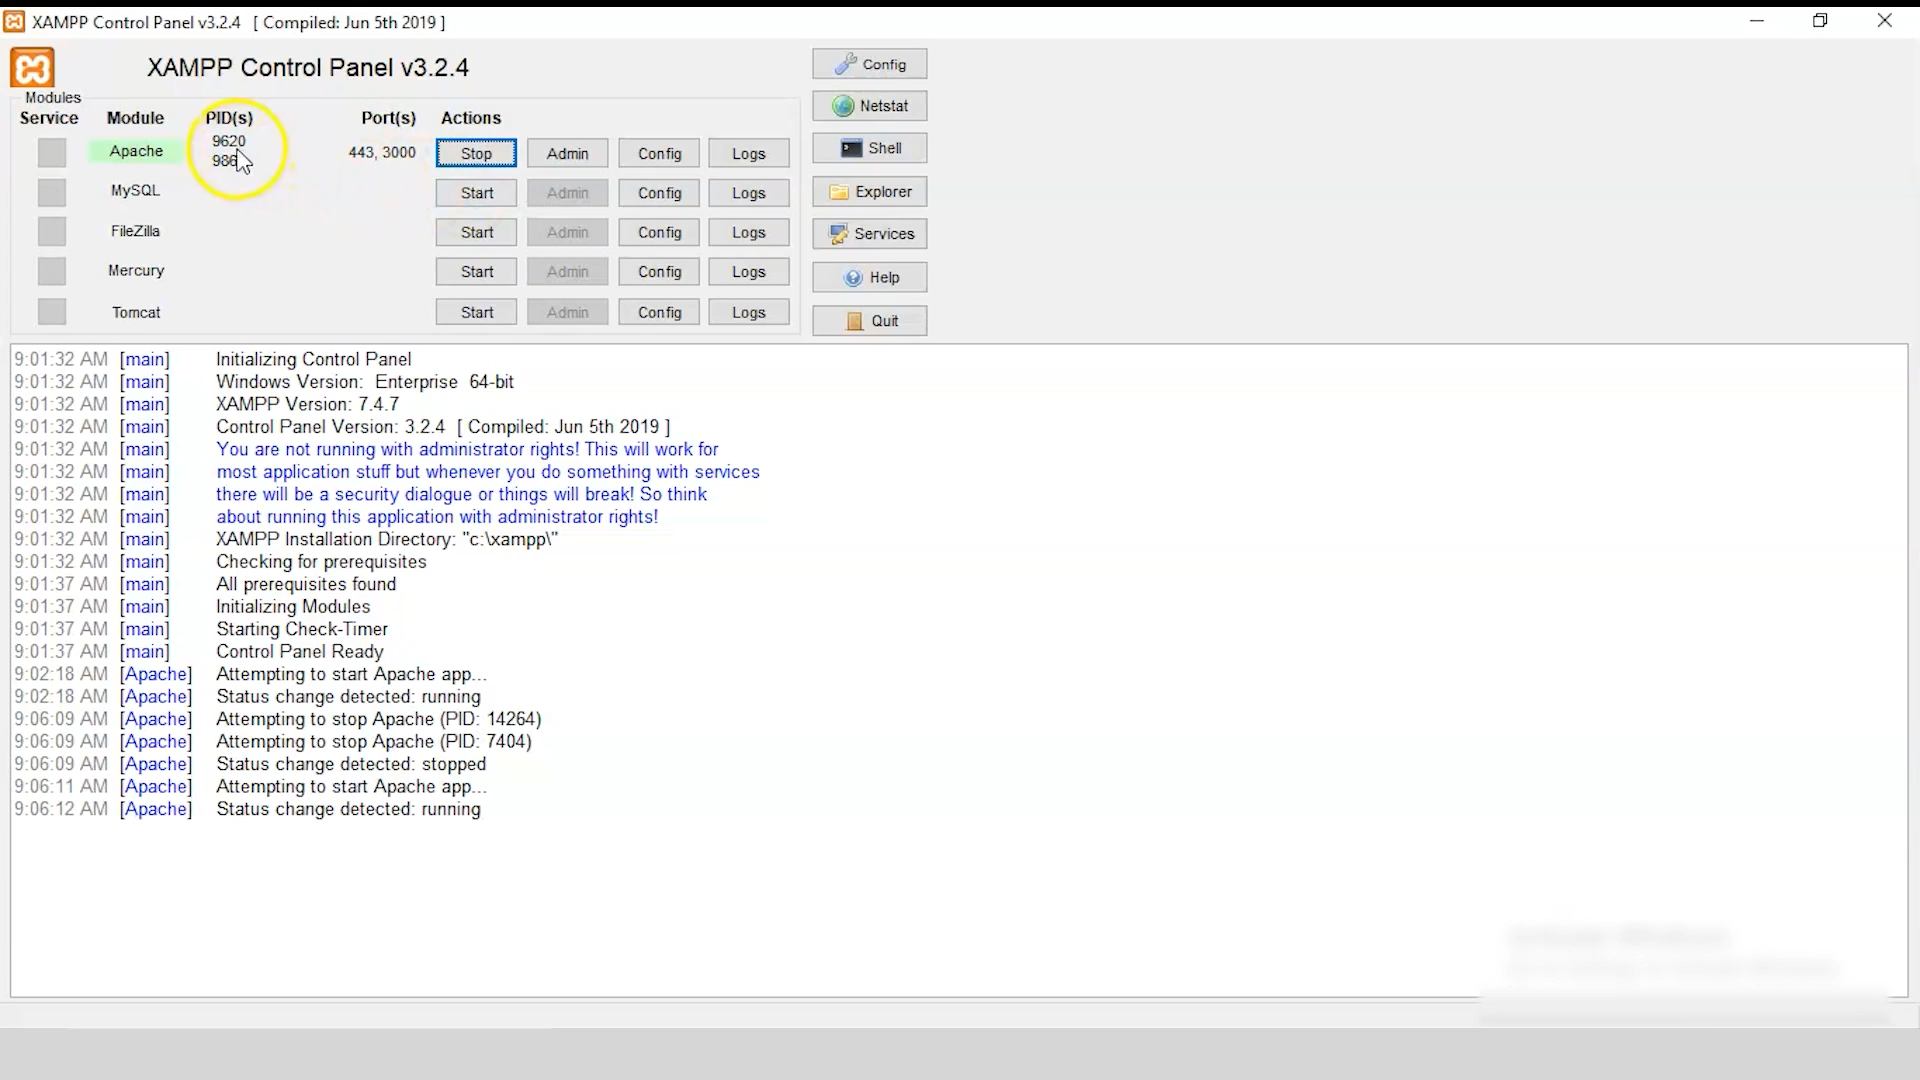 XAMPP Control Panel v3.2.4 [ Compiled: Jun 5th 2019 ]
XAMPP Control Panel v3.2.4
Modules
Service Module PID(s) Port(s) Actions
Apache 9620 443, 3000 Stop Admin Config Logs
MySQL Start Admin Config Logs
FileZilla Start Admin Config Logs
Mercury Start Admin Config Logs
Tomcat Start Admin Config Logs
Config
Netstat
Shell
Explorer
Services
Help
Quit
9:01:32 AM [main] Initializing Control Panel
9:01:32 AM [main] Windows Version: Enterprise 64-bit
9:01:32 AM [main] XAMPP Version: 7.4.7
9:01:32 AM [main] Control Panel Version: 3.2.4 [ Compiled: Jun 5th 2019 ]
9:01:32 AM [main] You are not running with administrator rights! This will work for
9:01:32 AM [main] most application stuff but whenever you do something with services
9:01:32 AM [main] there will be a security dialogue or things will break! So think
9:01:32 AM [main] about running this application with administrator rights!
9:01:32 AM [main] XAMPP Installation Directory: "c:\xampp\"
9:01:32 AM [main] Checking for prerequisites
9:01:37 AM [main] All prerequisites found
9:01:37 AM [main] Initializing Modules
9:01:37 AM [main] Starting Check-Timer
9:01:37 AM [main] Control Panel Ready
9:02:18 AM [Apache] Attempting to start Apache app...
9:02:18 AM [Apache] Status change detected: running
9:06:09 AM [Apache] Attempting to stop Apache (PID: 14264)
9:06:09 AM [Apache] Attempting to stop Apache (PID: 7404)
9:06:09 AM [Apache] Status change detected: stopped
9:06:11 AM [Apache] Attempting to start Apache app...
9:06:12 AM [Apache] Status change detected: running